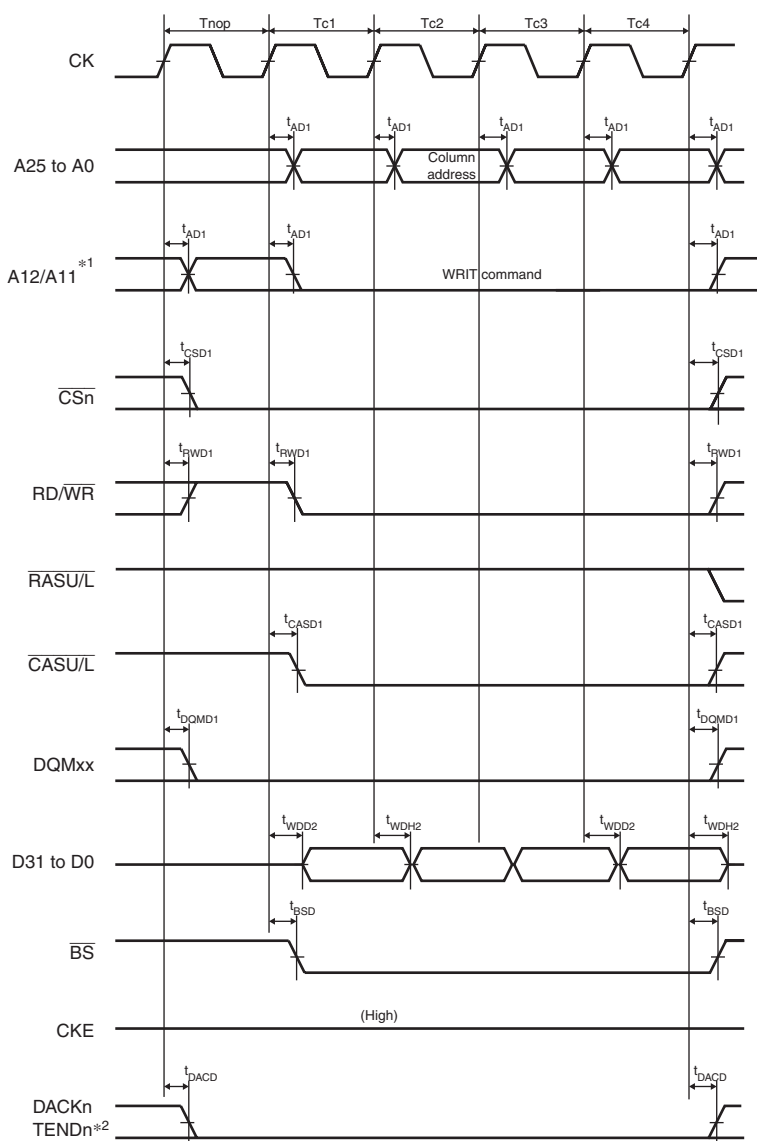 Tnop Tc1 Tc2 Tc3 Tc4
CK
tAD1 tAD1 tAD1 tAD1 tAD1
A25 to A0
Column
address
tAD1 tAD1 tAD1
A12/A11 *1
WRIT command
tCSD1 tCSD1
CSn
tRWD1 tRWD1 tRWD1
RD/WR
RASU/L
tCASD1 tCASD1
CASU/L
tDQMD1 tDQMD1
DQMxx
tWDD2 tWDH2 tWDD2 tWDH2
D31 to D0
tBSD tBSD
BS
(High)
CKE
tDACD tDACD
DACKn
TENDn*2